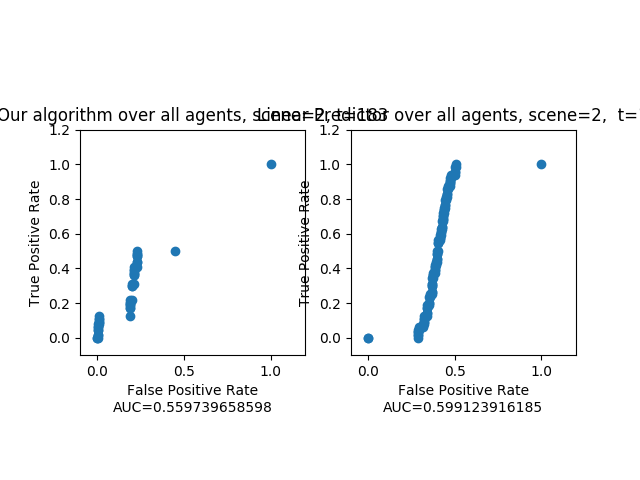 Our algorithm over all agents, scene=2, t=183
Linear Predictor over all agents, scene=2,  t=
1.2
1.0
0.8
0.6
0.4
0.2
0.0
True Positive Rate
0.0 0.5 1.0
False Positive Rate
AUC=0.559739658598
1.2
1.0
0.8
0.6
0.4
0.2
0.0
True Positive Rate
0.0 0.5 1.0
False Positive Rate
AUC=0.599123916185